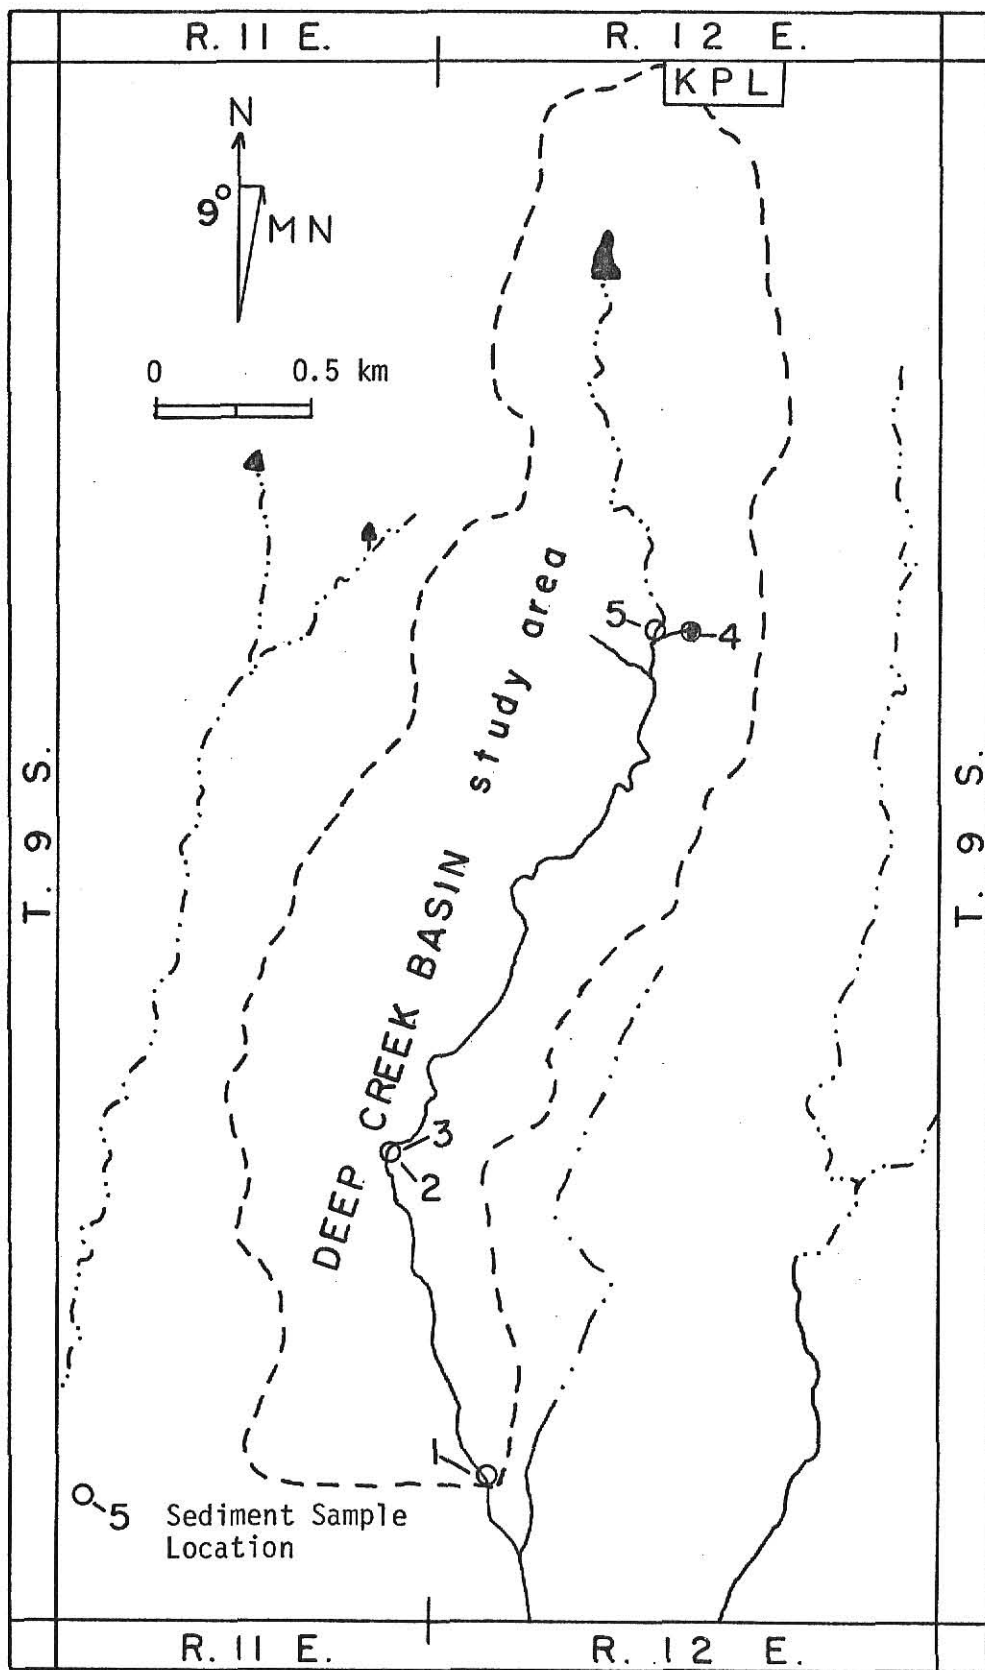 R. 11 E.
R. 12 E.
KPL
N
9°
MN
0 0.5 km
5
4
DEEP CREEK BASIN study area
T. 9 S.
T. 9 S.
3
2
1
5 Sediment Sample
Location
R. 11 E.
R. 12 E.